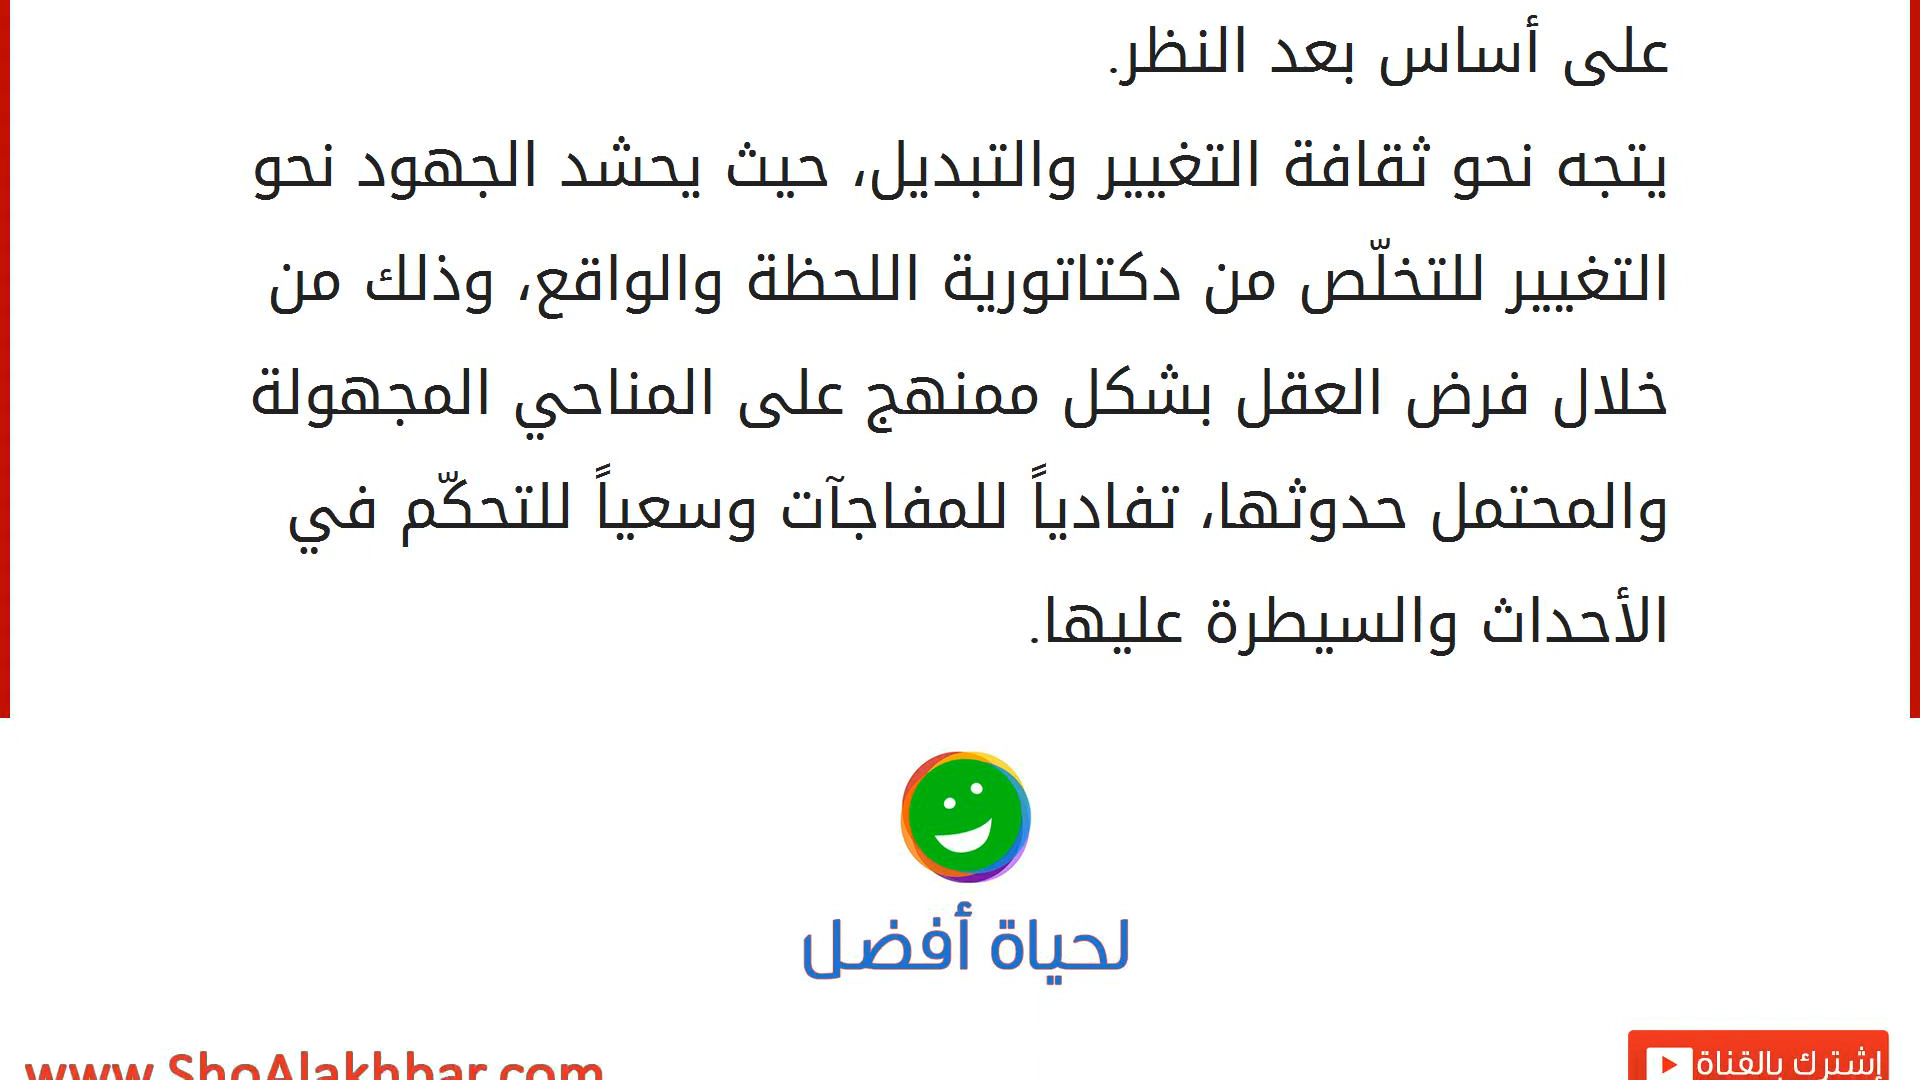 على أساس بعد النظر.
يتجه نحو ثقافة التغيير والتبديل، حيث يحشد الجهود نحو
التغيير للتخلّص من دكتاتورية اللحظة والواقع، وذلك من
خلال فرض العقل بشكل ممنهج على المناحي المجهولة
والمحتمل حدوثها، تفادياً للمفاجآت وسعياً للتحكّم في
الأحداث والسيطرة عليها.
لحياة أفضل
www.ShoAlakhbar.com
إشترك بالقناة